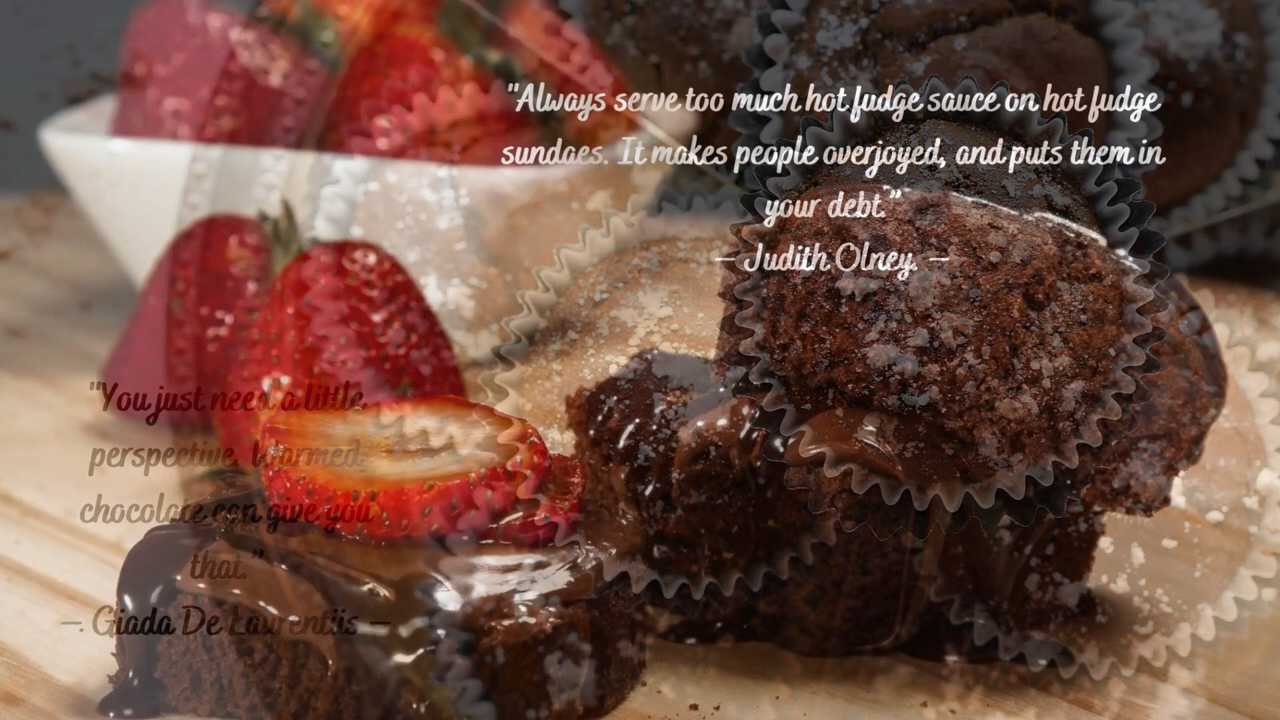 "Always serve too much hot fudge sauce on hot fudge
sundaes. It makes people overjoyed, and puts them in
your debt."
— Judith Olney. —
"You just need a little
perspective. Warmed
chocolate can give you
that."
—. Giada De Laurentiis —